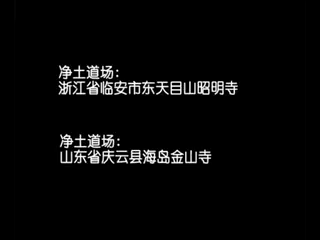 净土道场：
浙江省临安市东天目山昭明寺
净土道场：
山东省庆云县海岛金山寺